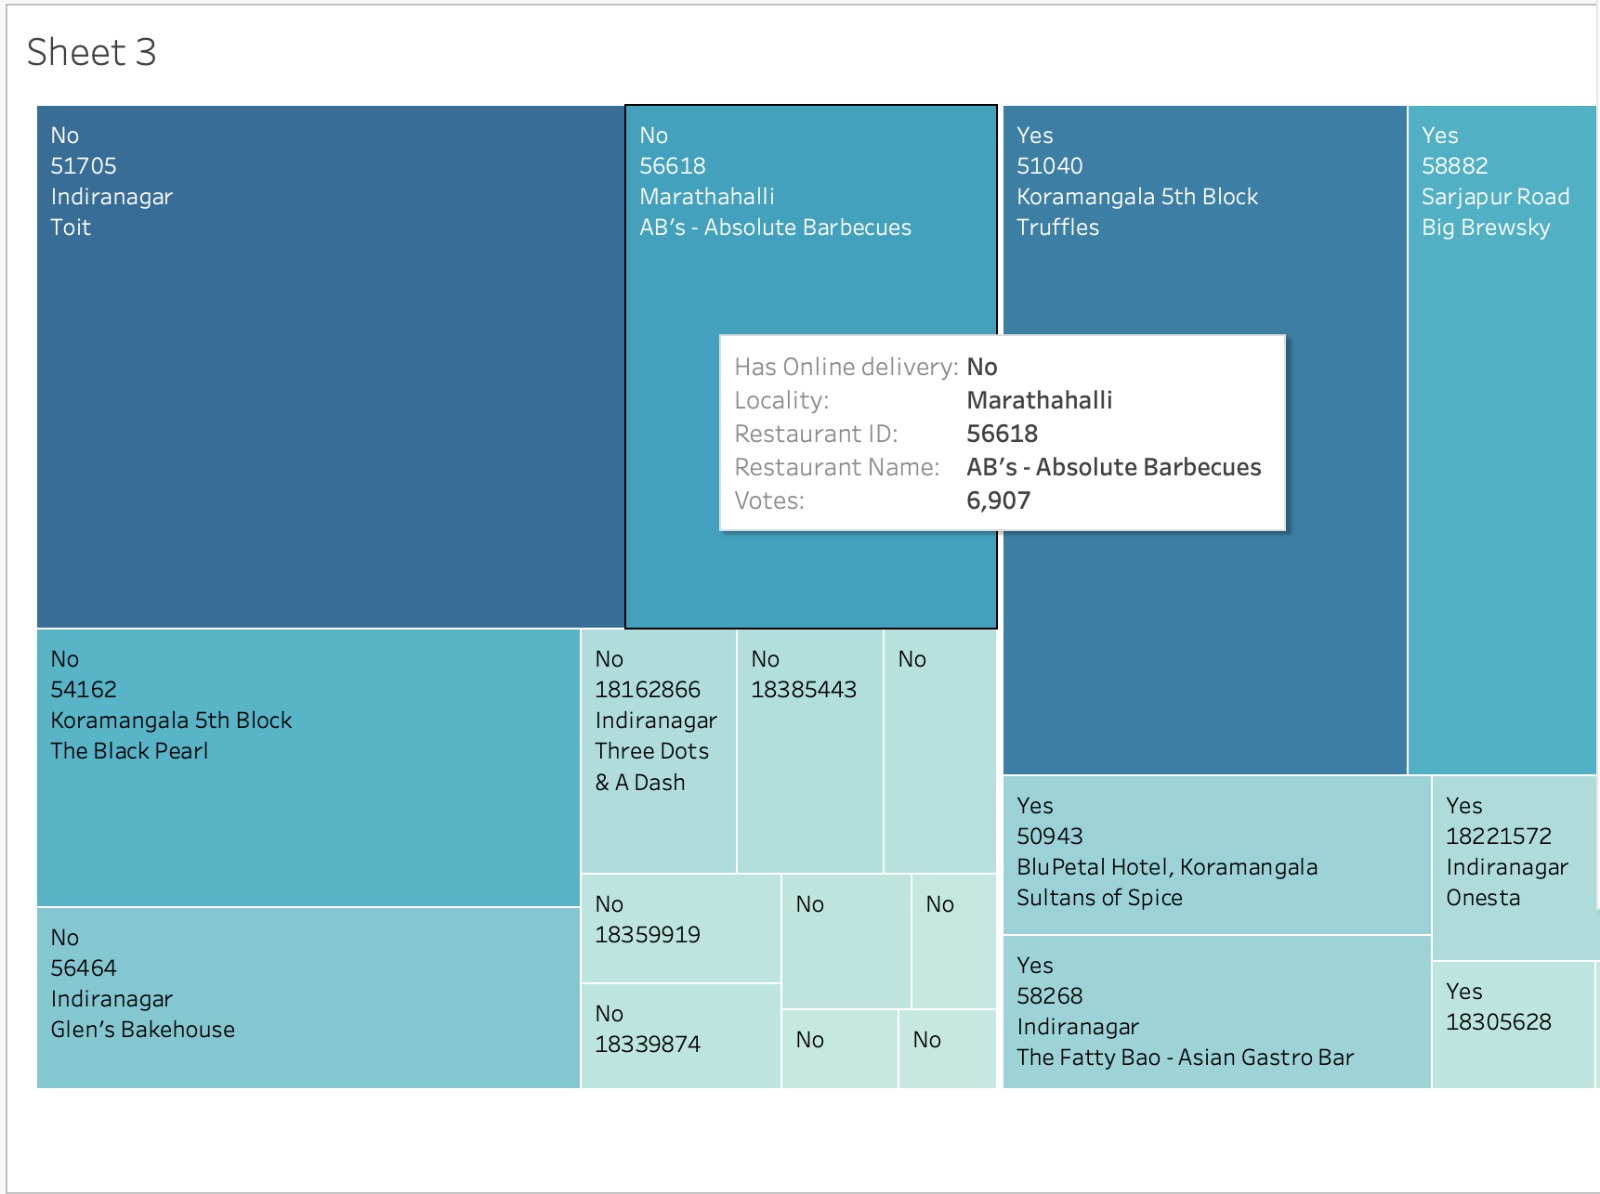 Sheet 3
No
51705
Indiranagar
Toit
No
56618
Marathahalli
AB's - Absolute Barbecues
Yes
51040
Koramangala 5th Block
Truffles
Yes
58882
Sarjapur Road
Big Brewsky
Has Online delivery: No
Locality: Marathahalli
Restaurant ID: 56618
Restaurant Name: AB's - Absolute Barbecues
Votes: 6,907
No
54162
Koramangala 5th Block
The Black Pearl
No
18162866
Indiranagar
Three Dots
& A Dash
No
18385443
No
No
56464
Indiranagar
Glen's Bakehouse
No
18359919
No
No
No
18339874
No
No
Yes
50943
BluPetal Hotel, Koramangala
Sultans of Spice
Yes
18221572
Indiranagar
Onesta
Yes
58268
Indiranagar
The Fatty Bao - Asian Gastro Bar
Yes
18305628